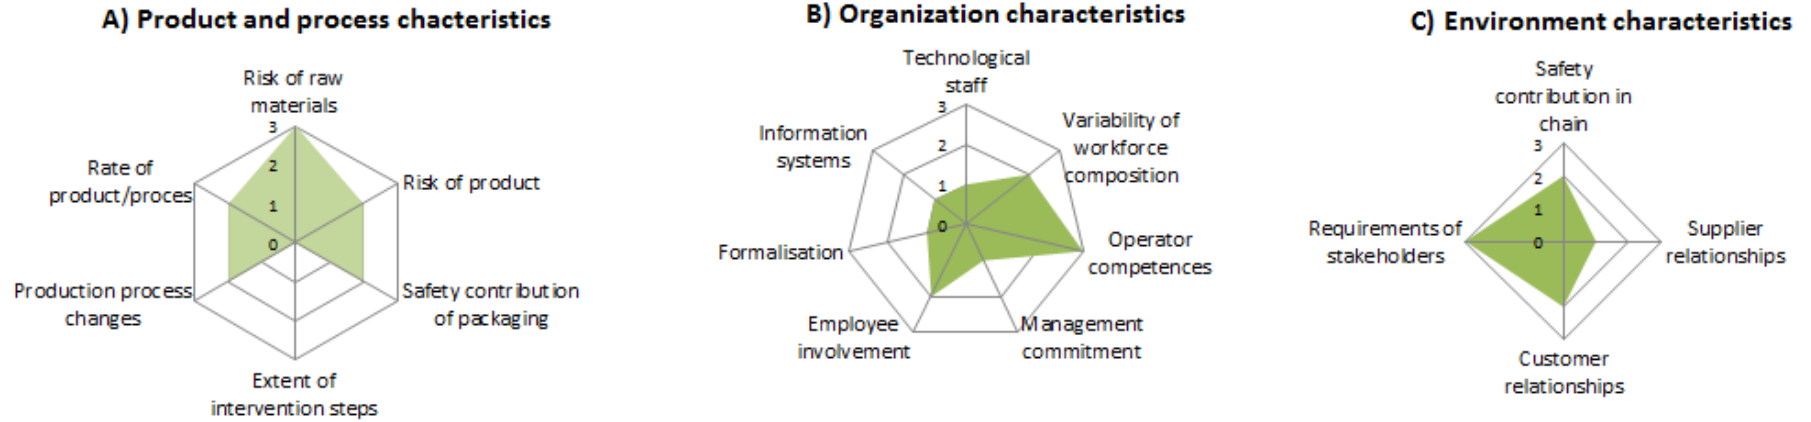 A) Product and process chacteristics
Risk of raw
materials
3
2
1
0
Rate of
product/proces
Risk of product
Production process
changes
Safety contribution
of packaging
Extent of
intervention steps
B) Organization characteristics
Technological
staff
3
2
1
0
Information
systems
Variability of
workforce
composition
Formalisation
Operator
competences
Employee
involvement
Management
commitment
C) Environment characteristics
Safety
contribution in
chain
3
2
1
0
Requirements of
stakeholders
Supplier
relationships
Customer
relationships